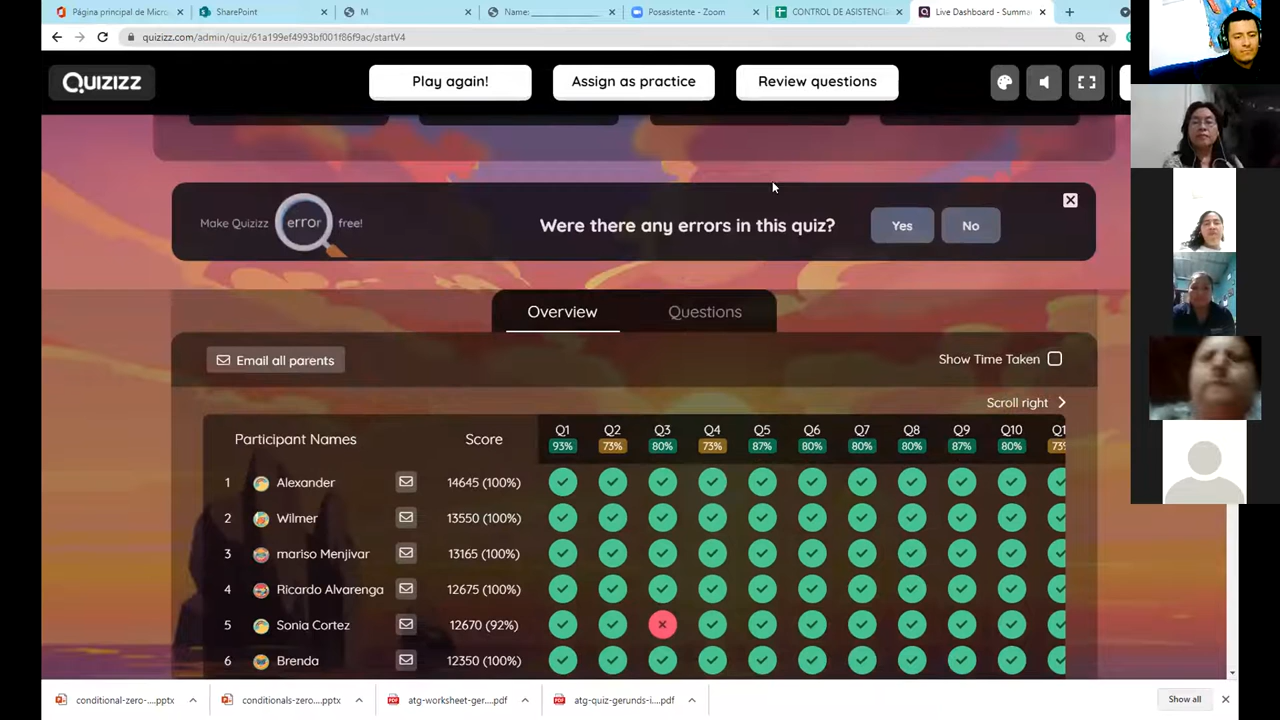 Página principal de Micro
SharePoint
M
Name: ___________
Posasistente - Zoom
CONTROL DE ASISTENCIA
Live Dashboard - Summa
quizizz.com/admin/quiz/61a199ef4993bf001f86f9ac/startV4
Quizizz
Play again!
Assign as practice
Review questions
Make Quizizz error free!
Were there any errors in this quiz?
Yes
No
Overview
Questions
Email all parents
Show Time Taken
Scroll right
Participant Names Score Q1 Q2 Q3 Q4 Q5 Q6 Q7 Q8 Q9 Q10 Q1
93% 73% 80% 73% 87% 80% 80% 80% 87% 80% 73%
1 Alexander 14645 (100%)
2 Wilmer 13550 (100%)
3 mariso Menjivar 13165 (100%)
4 Ricardo Alvarenga 12675 (100%)
5 Sonia Cortez 12670 (92%)
6 Brenda 12350 (100%)
conditional-zero-....pptx
conditionals-zero....pptx
atg-worksheet-ger....pdf
atg-quiz-gerunds-i....pdf
Show all